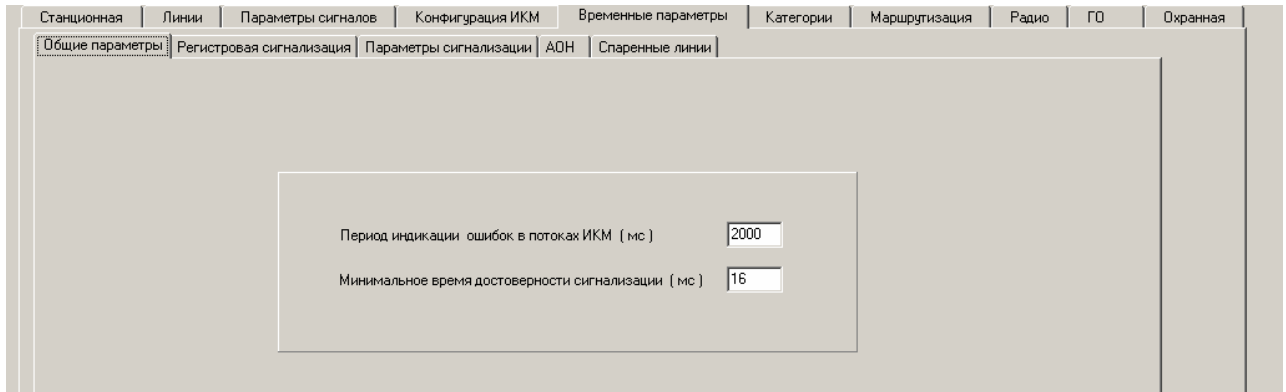 Станционная Линии Параметры сигналов Конфигурация ИКМ Временные параметры Категории Маршрутизация Радио ГО Охранная
Общие параметры Регистровая сигнализация Параметры сигнализации АОН Спаренные линии
Период индикации ошибок в потоках ИКМ ( мс ) 2000
Минимальное время достоверности сигнализации ( мс ) 16